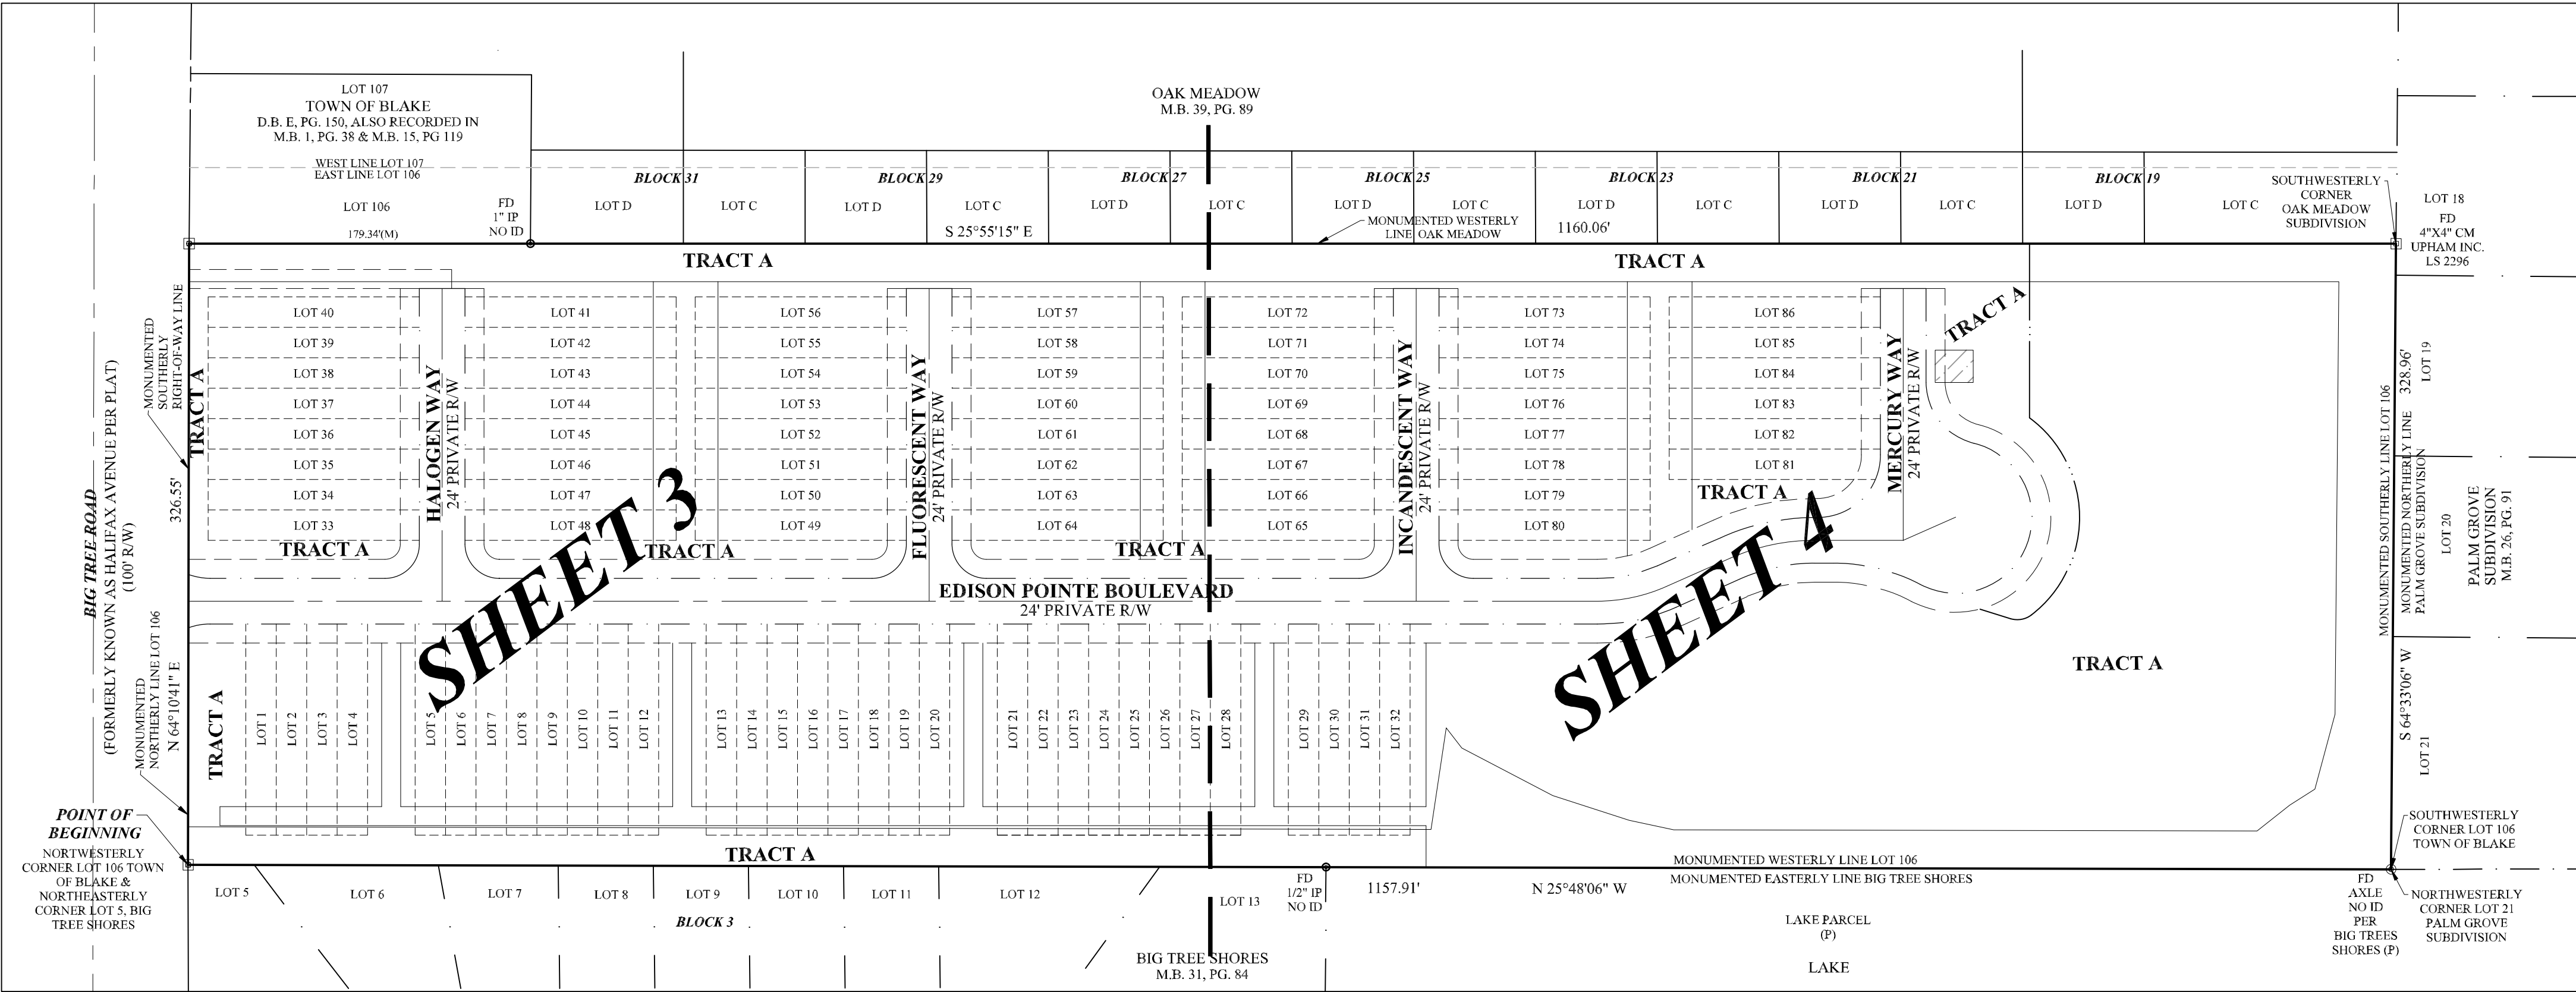 OAK MEADOW
M.B. 39, PG. 89
LOT 107
TOWN OF BLAKE
D.B. E, PG. 150, ALSO RECORDED IN
M.B. 1, PG. 38 & M.B. 15, PG 119
WEST LINE LOT 107
EAST LINE LOT 106
LOT 106
179.34'(M)
FD
1" IP
NO ID
BLOCK 31
BLOCK 29
BLOCK 27
BLOCK 25
BLOCK 23
BLOCK 21
BLOCK 19
LOT D
LOT C
LOT D
LOT C
LOT D
LOT C
LOT D
LOT C
LOT D
LOT C
LOT D
LOT C
LOT D
LOT C
S 25°55'15" E
MONUMENTED WESTERLY
LINE OAK MEADOW
1160.06'
SOUTHWESTERLY
CORNER
OAK MEADOW
SUBDIVISION
LOT 18
FD
4"X4" CM
UPHAM INC.
LS 2296
TRACT A
TRACT A
TRACT A
BIG TREE ROAD
(FORMERLY KNOWN AS HALIFAX AVENUE PER PLAT)
(100' R/W)
MONUMENTED
SOUTHERLY
RIGHT-OF-WAY LINE
326.55'
TRACT A
MONUMENTED
NORTHERLY LINE LOT 106
N 64°10'41" E
TRACT A
LOT 40
LOT 39
LOT 38
LOT 37
LOT 36
LOT 35
LOT 34
LOT 33
TRACT A
HALOGEN WAY
24' PRIVATE R/W
LOT 41
LOT 42
LOT 43
LOT 44
LOT 45
LOT 46
LOT 47
LOT 48
TRACT A
LOT 56
LOT 55
LOT 54
LOT 53
LOT 52
LOT 51
LOT 50
LOT 49
FLUORESCENT WAY
24' PRIVATE R/W
LOT 57
LOT 58
LOT 59
LOT 60
LOT 61
LOT 62
LOT 63
LOT 64
TRACT A
LOT 72
LOT 71
LOT 70
LOT 69
LOT 68
LOT 67
LOT 66
LOT 65
INCANDESCENT WAY
24' PRIVATE R/W
LOT 73
LOT 74
LOT 75
LOT 76
LOT 77
LOT 78
LOT 79
LOT 80
LOT 86
LOT 85
LOT 84
LOT 83
LOT 82
LOT 81
TRACT A
MERCURY WAY
24' PRIVATE R/W
SHEET 3
SHEET 4
EDISON POINTE BOULEVARD
24' PRIVATE R/W
TRACT A
MONUMENTED SOUTHERLY LINE LOT 106
MONUMENTED NORTHERLY LINE
PALM GROVE SUBDIVISION
328.96'
S 64°33'06" W
LOT 19
LOT 20
LOT 21
PALM GROVE
SUBDIVISION
M.B. 26, PG. 91
LOT 1
LOT 2
LOT 3
LOT 4
LOT 5
LOT 6
LOT 7
LOT 8
LOT 9
LOT 10
LOT 11
LOT 12
LOT 13
LOT 14
LOT 15
LOT 16
LOT 17
LOT 18
LOT 19
LOT 20
LOT 21
LOT 22
LOT 23
LOT 24
LOT 25
LOT 26
LOT 27
LOT 28
LOT 29
LOT 30
LOT 31
LOT 32
POINT OF
BEGINNING
NORTWESTERLY
CORNER LOT 106 TOWN
OF BLAKE &
NORTHEASTERLY
CORNER LOT 5, BIG
TREE SHORES
TRACT A
LOT 5
LOT 6
LOT 7
LOT 8
LOT 9
LOT 10
LOT 11
LOT 12
LOT 13
BLOCK 3
BIG TREE SHORES
M.B. 31, PG. 84
FD
1/2" IP
NO ID
1157.91'
N 25°48'06" W
MONUMENTED WESTERLY LINE LOT 106
MONUMENTED EASTERLY LINE BIG TREE SHORES
LAKE PARCEL
(P)
LAKE
SOUTHWESTERLY
CORNER LOT 106
TOWN OF BLAKE
FD
AXLE
NO ID
PER
BIG TREES
SHORES (P)
NORTHWESTERLY
CORNER LOT 21
PALM GROVE
SUBDIVISION